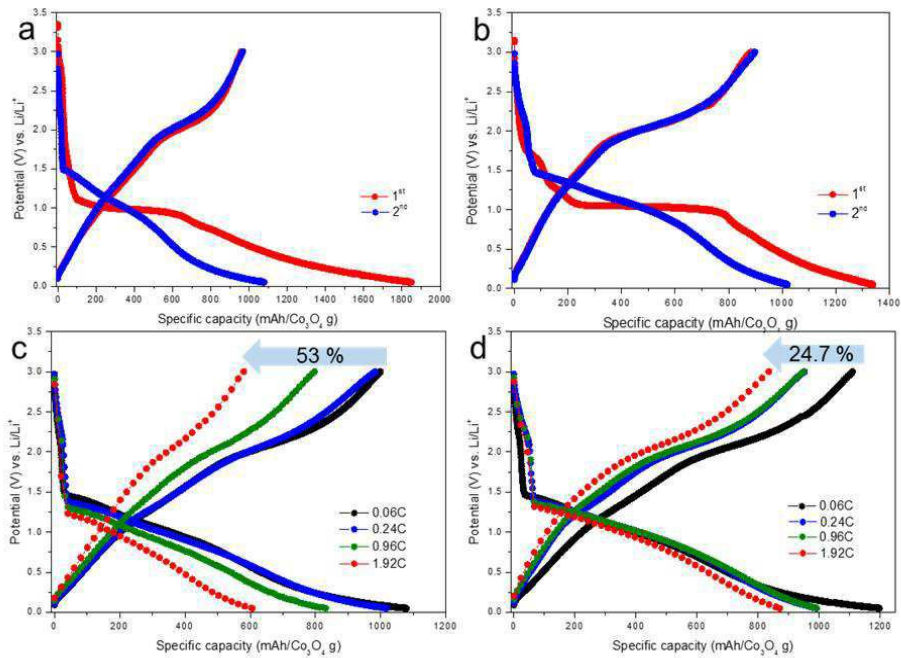 a
3.5
3.0
2.5
2.0
1.5
1.0
0.5
0.0
Potential (V) vs. Li/Li⁺
1ˢᵗ
2ⁿᵈ
0 200 400 600 800 1000 1200 1400 1600 1800 2000
Specific capacity (mAh/Co₃O₄ g)
b
3.5
3.0
2.5
2.0
1.5
1.0
0.5
0.0
Potential (V) vs. Li/Li⁺
1ˢᵗ
2ⁿᵈ
0 200 400 600 800 1000 1200 1400
Specific capacity (mAh/Co₃O₄ g)
c
53 %
3.5
3.0
2.5
2.0
1.5
1.0
0.5
0.0
Potential (V) vs. Li/Li⁺
0.06C
0.24C
0.96C
1.92C
0 200 400 600 800 1000 1200
Specific capacity (mAh/Co₃O₄ g)
d
24.7 %
3.5
3.0
2.5
2.0
1.5
1.0
0.5
0.0
Potential (V) vs. Li/Li⁺
0.06C
0.24C
0.96C
1.92C
0 200 400 600 800 1000 1200
Specific capacity (mAh/Co₃O₄ g)